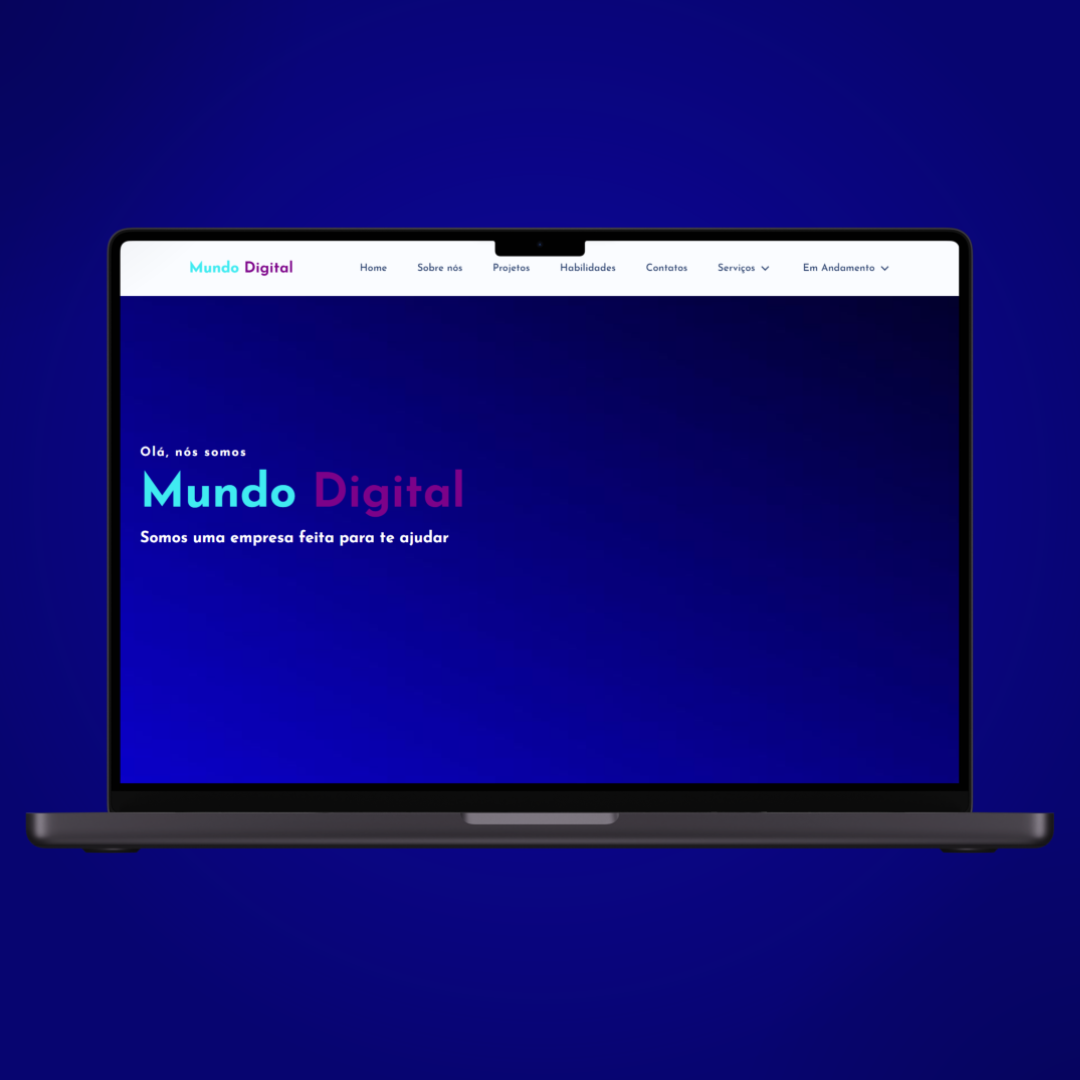 Mundo Digital Home Sobre nós Projetos Habilidades Contatos Serviços Em Andamento
Olá, nós somos
Mundo Digital
Somos uma empresa feita para te ajudar